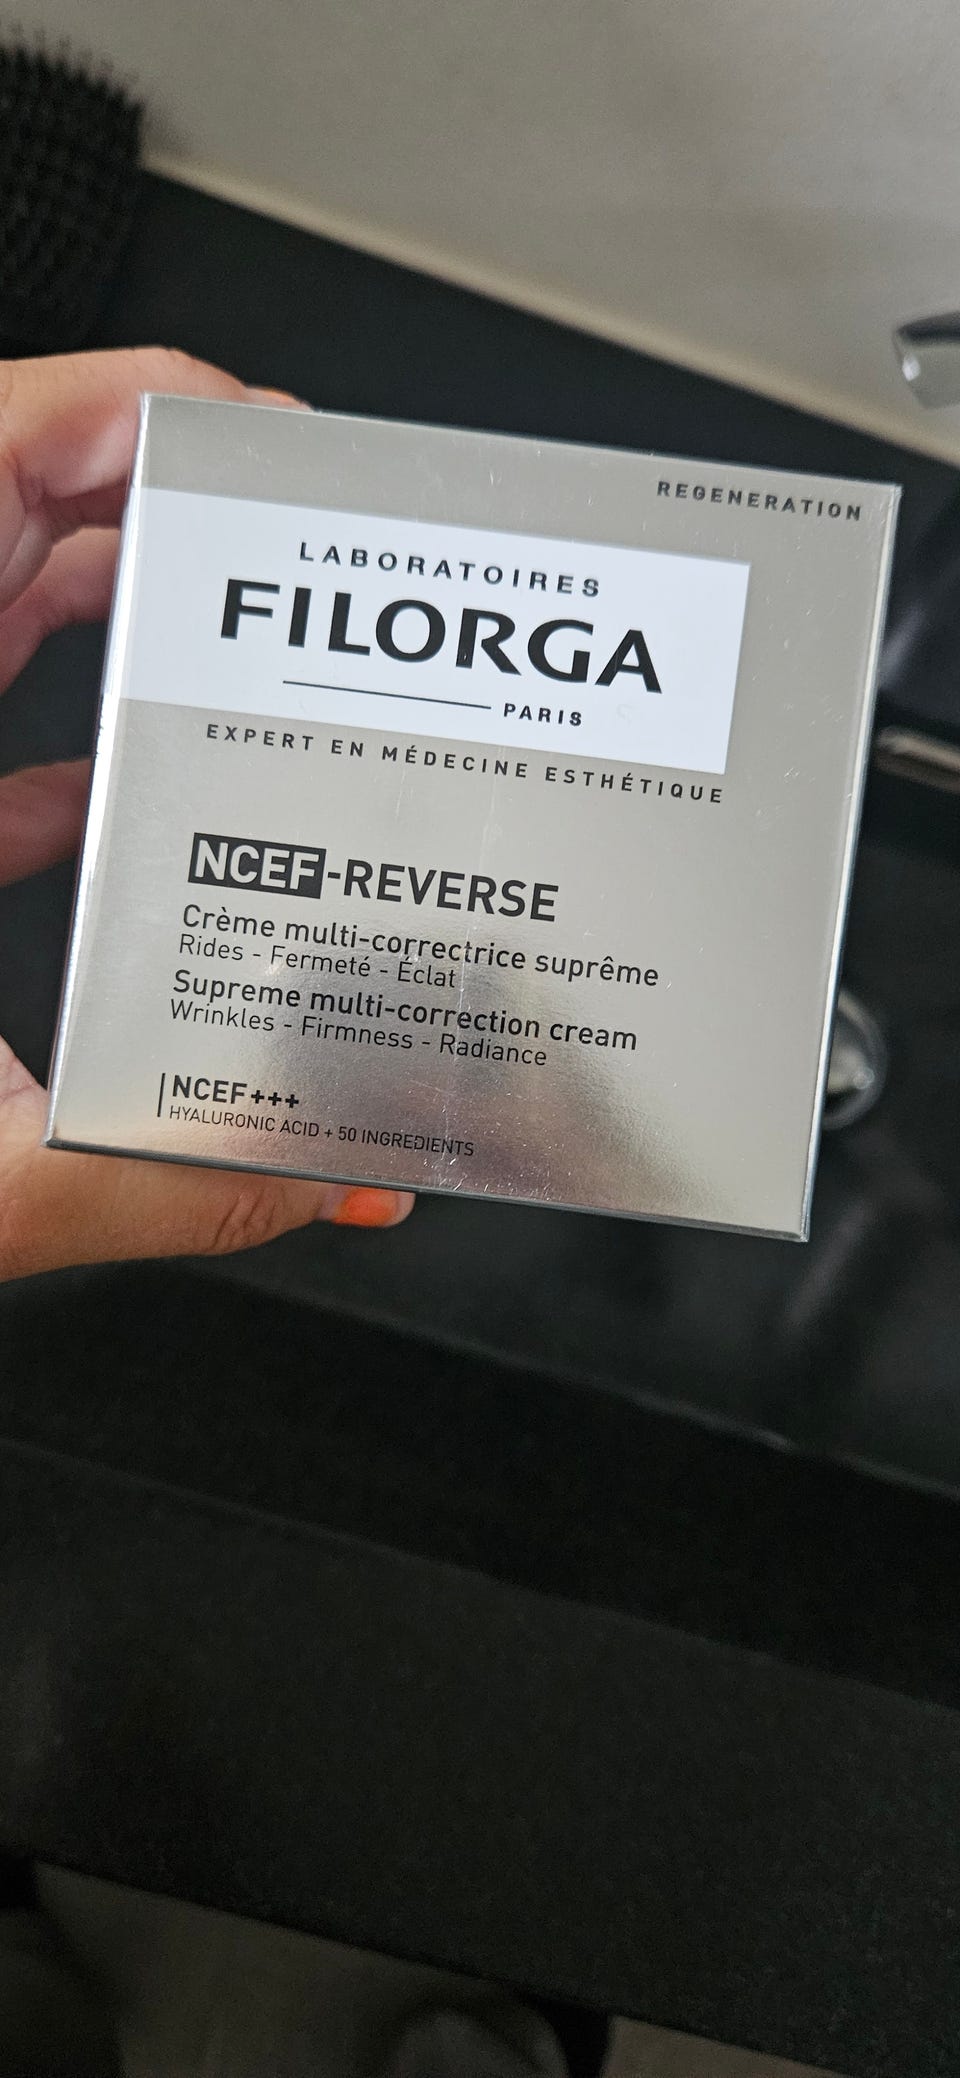 REGENERATION
LABORATOIRES
FILORGA
PARIS
EXPERT EN MÉDECINE ESTHÉTIQUE
NCEF-REVERSE
Crème multi-correctrice suprême
Rides - Fermeté - Éclat
Supreme multi-correction cream
Wrinkles - Firmness - Radiance
NCEF+++
HYALURONIC ACID + 50 INGREDIENTS